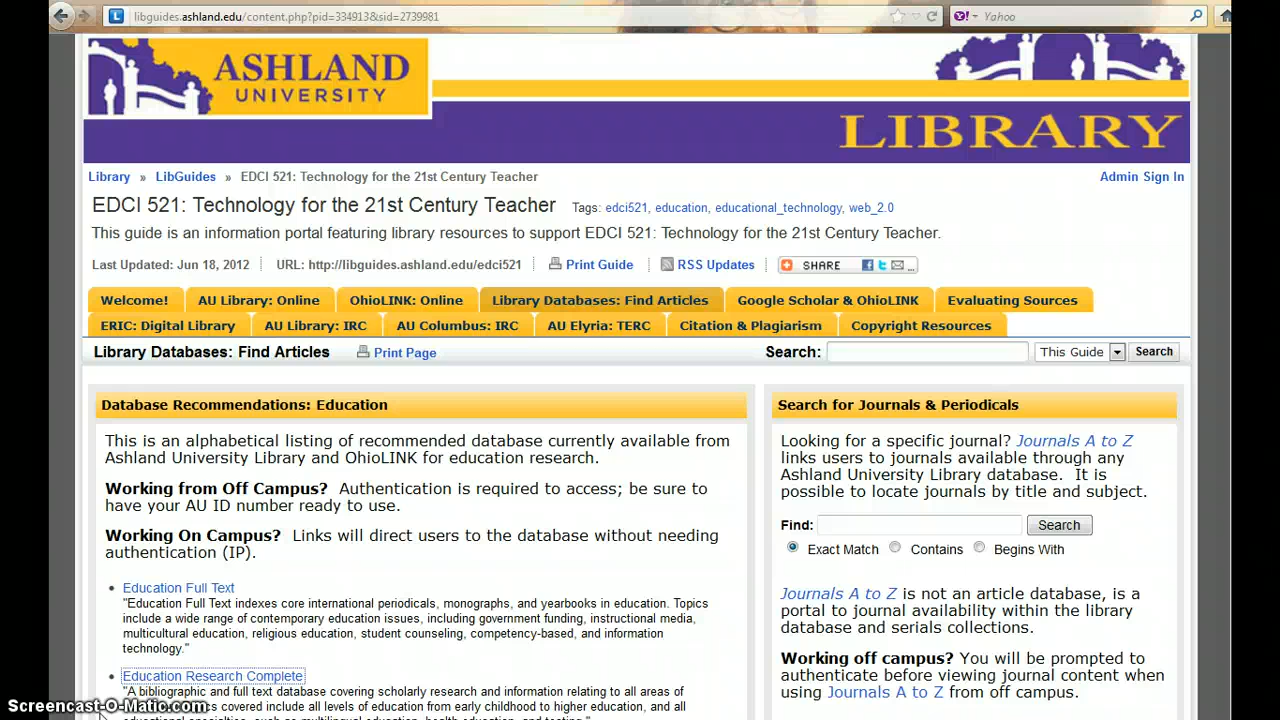 libguides.ashland.edu/content.php?pid=334913&sid=2739981
Yahoo
ASHLAND
UNIVERSITY
LIBRARY
Library » LibGuides » EDCI 521: Technology for the 21st Century Teacher
Admin Sign In
EDCI 521: Technology for the 21st Century Teacher Tags: edci521, education, educational_technology, web_2.0
This guide is an information portal featuring library resources to support EDCI 521: Technology for the 21st Century Teacher.
Last Updated: Jun 18, 2012 URL: http://libguides.ashland.edu/edci521 Print Guide RSS Updates SHARE ...
Welcome! AU Library: Online OhioLINK: Online Library Databases: Find Articles Google Scholar & OhioLINK Evaluating Sources
ERIC: Digital Library AU Library: IRC AU Columbus: IRC AU Elyria: TERC Citation & Plagiarism Copyright Resources
Library Databases: Find Articles Print Page Search: This Guide Search
Database Recommendations: Education
This is an alphabetical listing of recommended database currently available from
Ashland University Library and OhioLINK for education research.
Working from Off Campus? Authentication is required to access; be sure to
have your AU ID number ready to use.
Working On Campus? Links will direct users to the database without needing
authentication (IP).
• Education Full Text
"Education Full Text indexes core international periodicals, monographs, and yearbooks in education. Topics
include a wide range of contemporary education issues, including government funding, instructional media,
multicultural education, religious education, student counseling, competency-based, and information
technology."
• Education Research Complete
"A bibliographic and full text database covering scholarly research and information relating to all areas of
covered include all levels of education from early childhood to higher education, and all
educational specialties, such as multilingual education, health education, and testing."
Search for Journals & Periodicals
Looking for a specific journal? Journals A to Z
links users to journals available through any
Ashland University Library database. It is
possible to locate journals by title and subject.
Find: Search
Exact Match Contains Begins With
Journals A to Z is not an article database, is a
portal to journal availability within the library
database and serials collections.
Working off campus? You will be prompted to
authenticate before viewing journal content when
using Journals A to Z from off campus.
Screencast-O-Matic.com